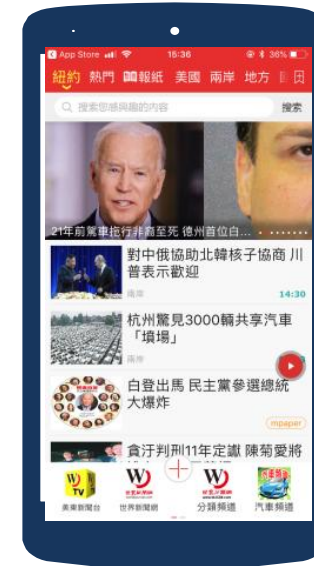 App Store 15:36 36%
紐約 熱門 報紙 美國 兩岸 地方
搜索您感興趣的內容 搜索
21年前駕車拖行非裔至死 德州首位白...
對中俄協助北韓核子協商 川
普表示歡迎
兩岸 14:30
杭州驚見3000輛共享汽車
「墳場」
兩岸
白登出馬 民主黨參選總統
大爆炸
mpaper
貪汙判刑11年定讞 陳菊愛將
W TV W W 汽車頻道
美東新聞台 世界新聞網 分類頻道 汽車頻道